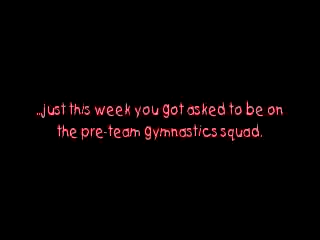 ...just this week you got asked to be on
the pre-team gymnastics squad.